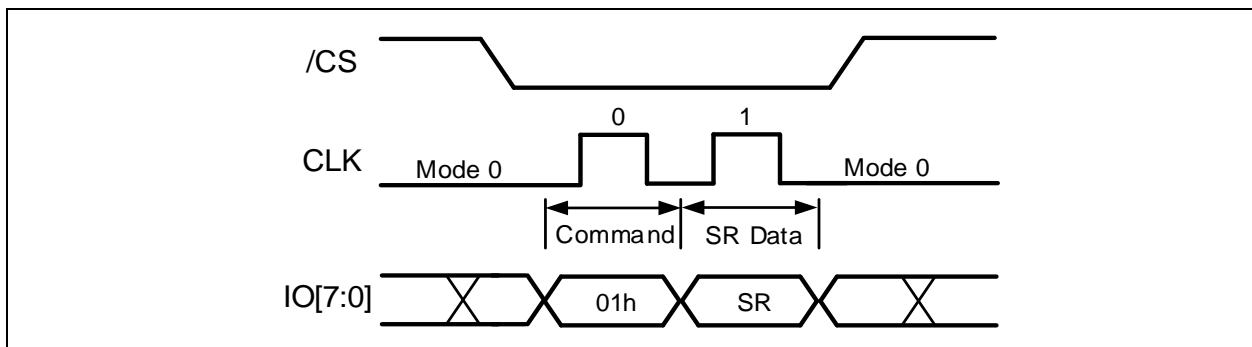 /CS
0 1
CLK Mode 0 Mode 0
Command SR Data
IO[7:0] 01h SR